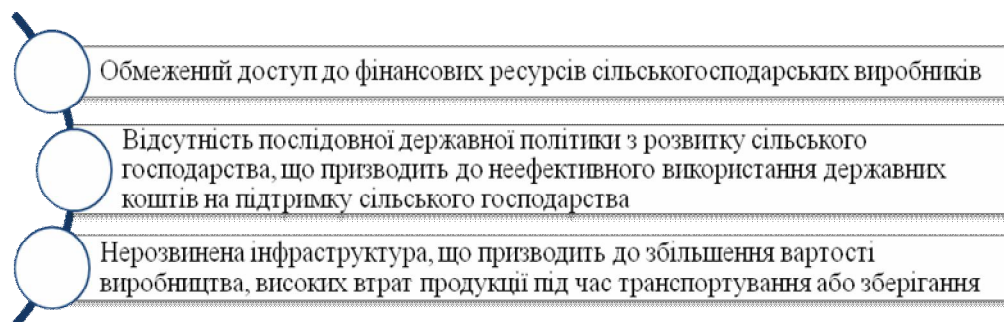 Обмежений доступ до фінансових ресурсів сільськогосподарських виробників
Відсутність послідовної державної політики з розвитку сільського
господарства, що призводить до неефективного використання державних
коштів на підтримку сільського господарства
Нерозвинена інфраструктура, що призводить до збільшення вартості
виробництва, високих втрат продукції під час транспортування або зберігання